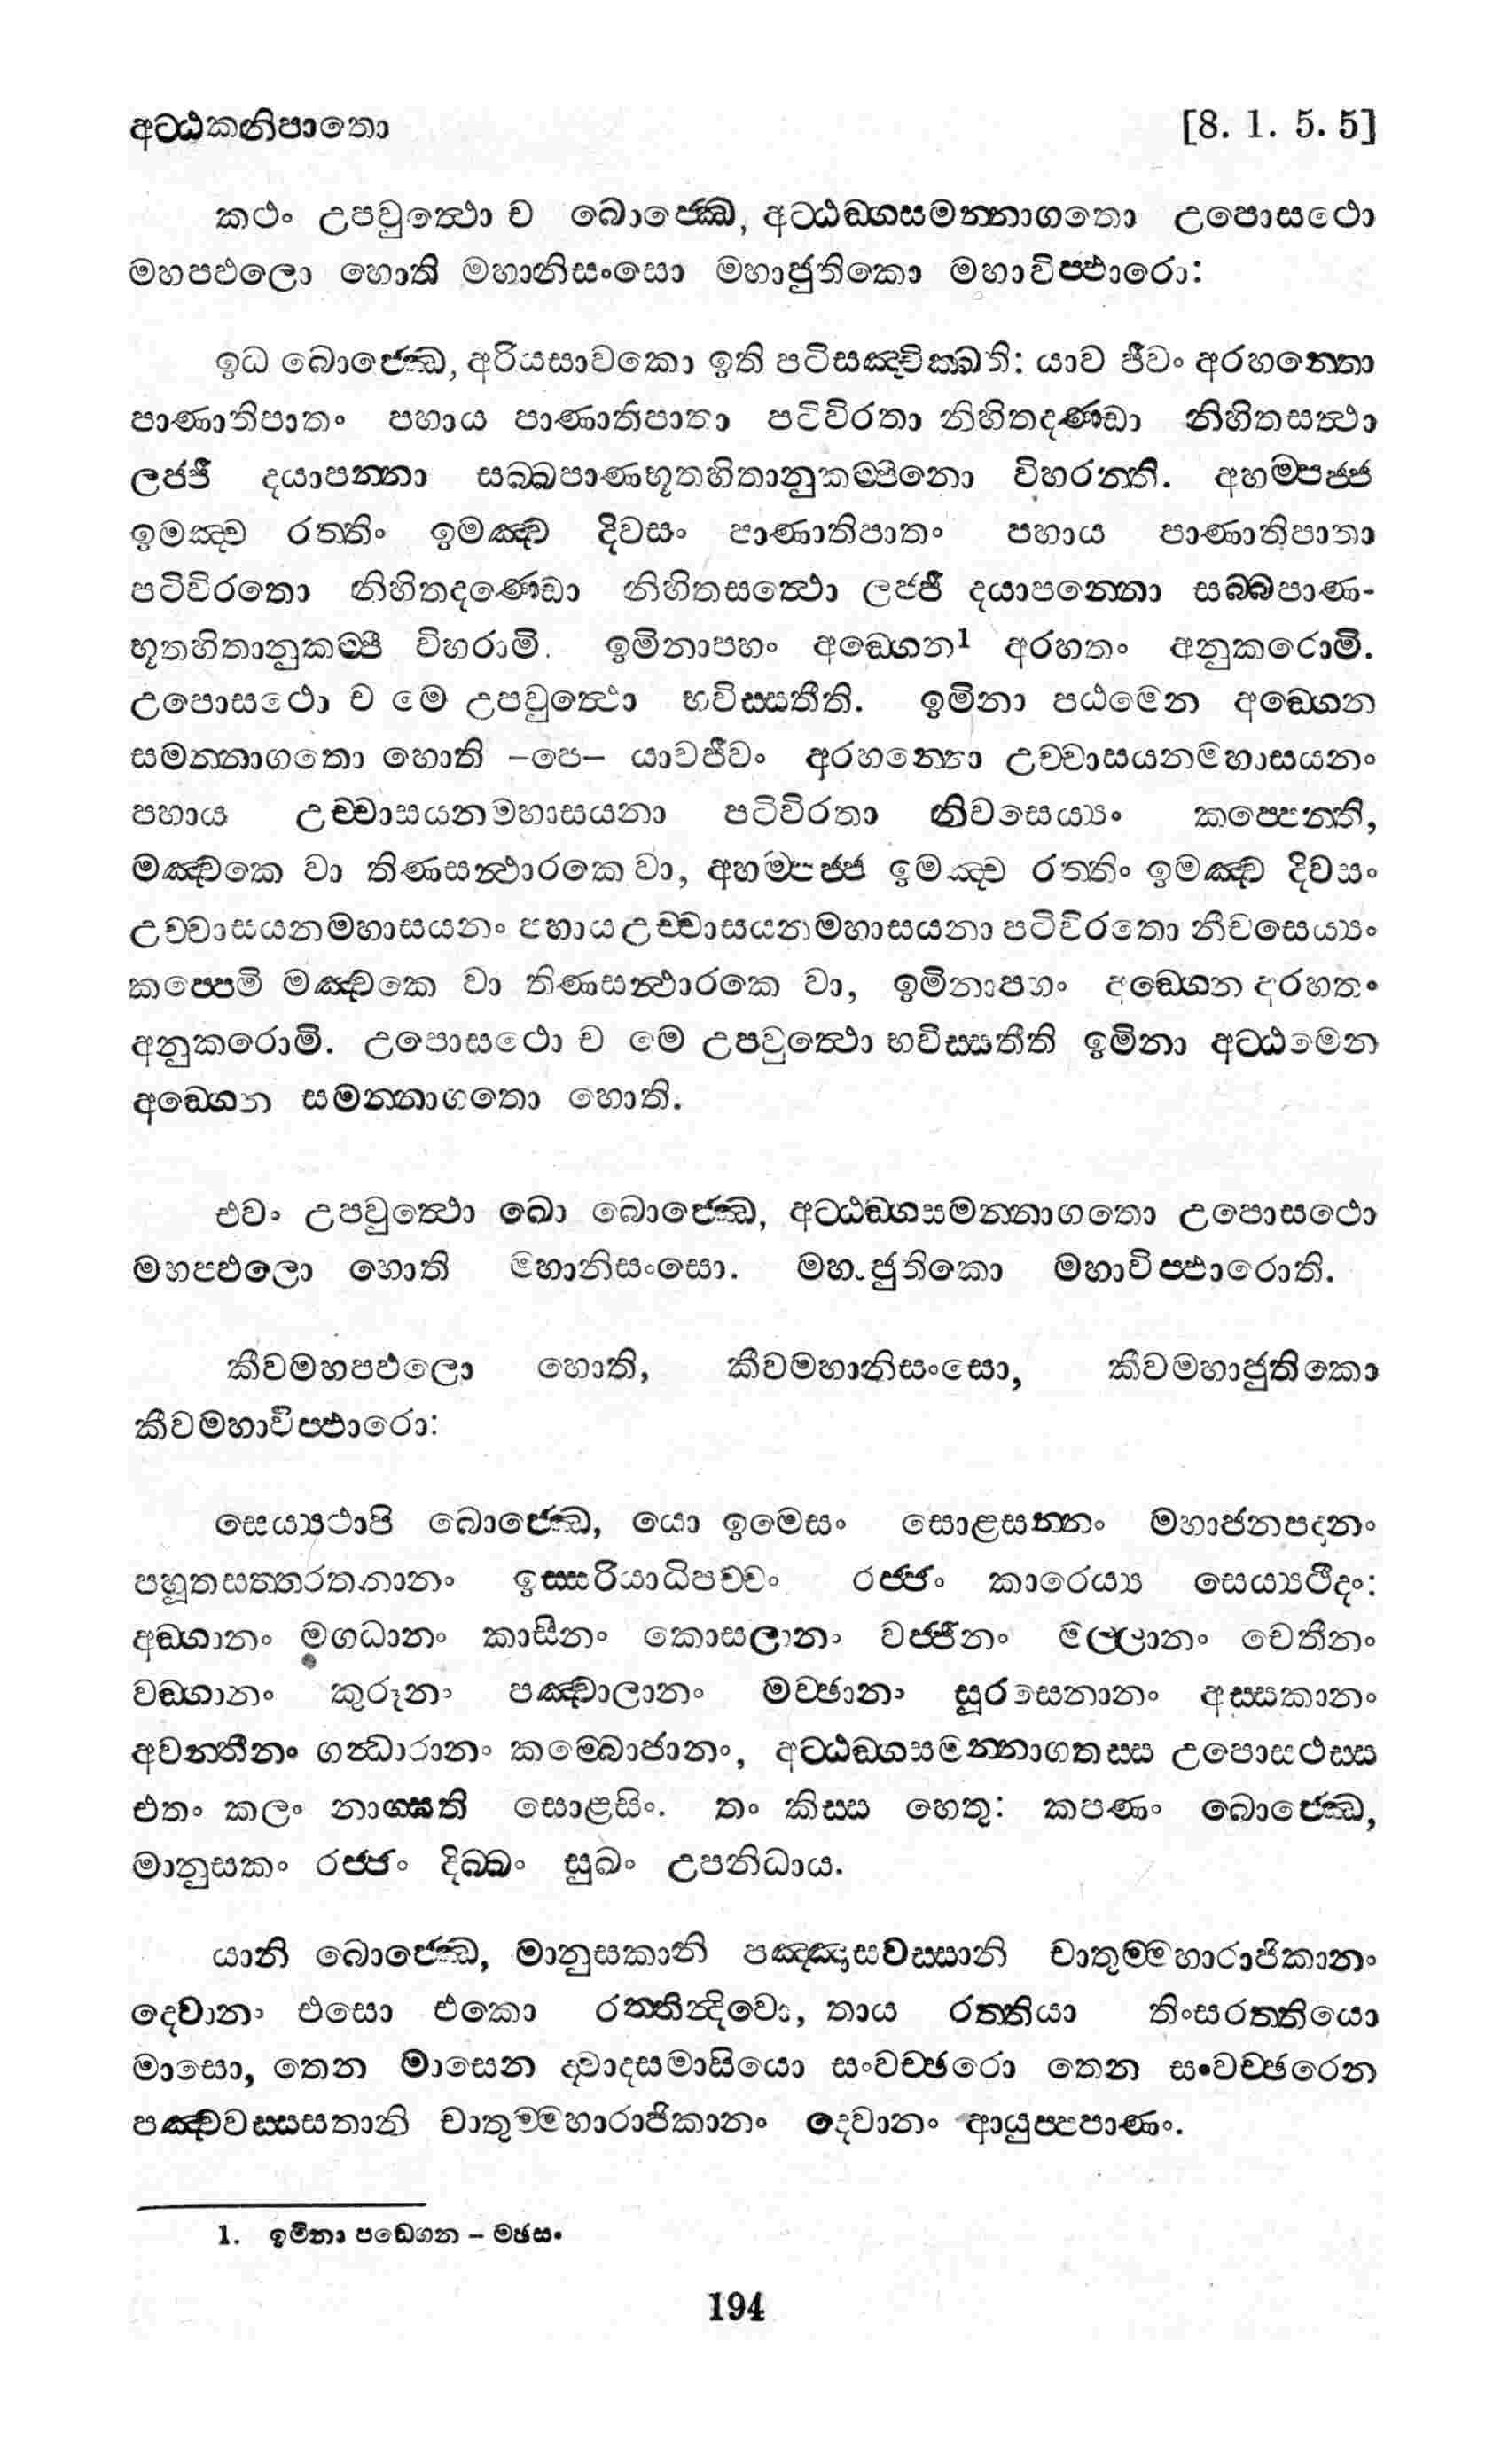 අට්ඨකනිපාතො [8. 1. 5. 5]
කථං උපවුත්ථො ච බොජ්ඣෙ, අට්ඨඞ්ගසමන්නාගතො උපොසථො
මහප්ඵලො හොති මහානිසංසො මහාජුතිකො මහාවිප්ඵාරො:
ඉධ බොජ්ඣෙ, අරියසාවකො ඉති පටිසඤ්චික්ඛති: යාව ජීවං අරහන්තො
පාණාතිපාතං පහාය පාණාතිපාතා පටිවිරතා නිහිතදණ්ඩා නිහිතසත්ථා
ලජ්ජී දයාපන්නා සබ්බපාණභූතහිතානුකම්පිනො විහරන්ති. අහම්පජ්ජ
ඉමඤ්ච රත්තිං ඉමඤ්ච දිවසං පාණාතිපාතං පහාය පාණාතිපාතා
පටිවිරතො නිහිතදණ්ඩො නිහිතසත්ථො ලජ්ජී දයාපන්නො සබ්බපාණ-
භූතහිතානුකම්පී විහරාමි. ඉමිනාපහං අඞ්ගෙන1 අරහතං අනුකරොමි.
උපොසථො ච මෙ උපවුත්ථො භවිස්සතීති. ඉමිනා පඨමෙන අඞ්ගෙන
සමන්නාගතො හොති –පෙ– යාවජීවං අරහන්තො උච්චාසයනමහාසයනං
පහාය උච්චාසයනමහාසයනා පටිවිරතා නිචසෙය්‍යං කප්පෙන්ති,
මඤ්චකෙ වා තිණසන්ථාරකෙ වා, අහම්පජ්ජ ඉමඤ්ච රත්තිං ඉමඤ්ච දිවසං
උච්චාසයනමහාසයනං පහාය උච්චාසයනමහාසයනා පටිවිරතො නීචසෙය්‍යං
කප්පෙමි මඤ්චකෙ වා තිණසන්ථාරකෙ වා, ඉමිනාපහං අඞ්ගෙන අරහතං
අනුකරොමි. උපොසථො ච මෙ උපවුත්ථො භවිස්සතීති ඉමිනා අට්ඨමෙන
අඞ්ගෙන සමන්නාගතො හොති.
එවං උපවුත්ථො ඛො බොජ්ඣෙ, අට්ඨඞ්ගසමන්නාගතො උපොසථො
මහප්ඵලො හොති මහානිසංසො. මහාජුතිකො මහාවිප්ඵාරොති.
කීවමහප්ඵලො හොති, කීවමහානිසංසො, කීවමහාජුතිකො
කීවමහාවිප්ඵාරො:
සෙය්‍යථාපි බොජ්ඣෙ, යො ඉමෙසං සොළසන්නං මහාජනපදානං
පහූතසත්තරතනානං ඉස්සරියාධිපච්චං රජ්ජං කාරෙය්‍ය සෙය්‍යථීදං:
අඞ්ගානං මගධානං කාසීනං කොසලානං වජ්ජීනං මල්ලානං චෙතීනං
වඞ්ගානං කුරූනං පඤ්චාලානං මච්ඡානං සූරසෙනානං අස්සකානං
අවන්තීනං ගන්ධාරානං කම්බොජානං, අට්ඨඞ්ගසමන්නාගතස්ස උපොසථස්ස
එතං කලං නාග්ඝති සොළසිං. තං කිස්ස හෙතු: කපණං බොජ්ඣෙ,
මානුසකං රජ්ජං දිබ්බං සුඛං උපනිධාය.
යානි බොජ්ඣෙ, මානුසකානි පඤ්ඤාසවස්සානි චාතුම්මහාරාජිකානං
දෙවානං එසො එකො රත්තින්දිවො, තාය රත්තියා තිංසරත්තියො
මාසො, තෙන මාසෙන ද්වාදසමාසියො සංවච්ඡරො තෙන සංවච්ඡරෙන
පඤ්චවස්සසතානි චාතුම්මහාරාජිකානං දෙවානං ආයුප්පපාණං.
1. ඉමිනා පඞ්ගෙන – මඡසං
194